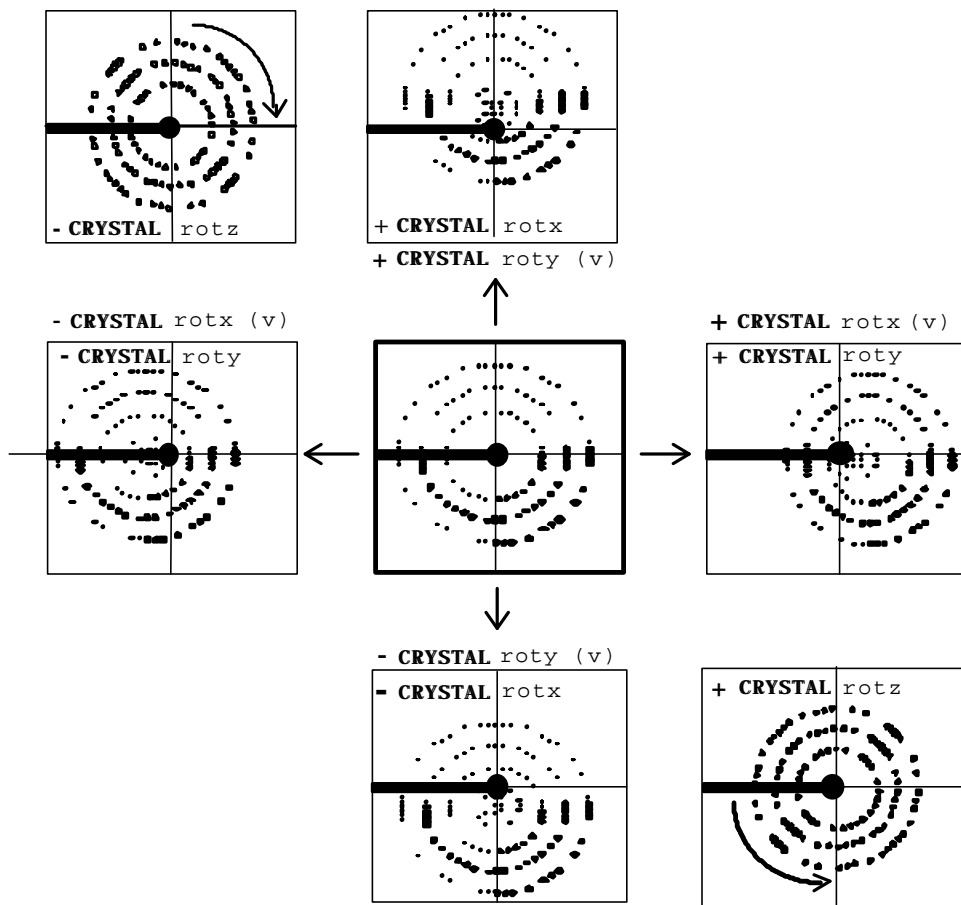 - CRYSTAL rotz
+ CRYSTAL rotx
+ CRYSTAL roty (v)
- CRYSTAL rotx (v)
- CRYSTAL roty
+ CRYSTAL rotx (v)
+ CRYSTAL roty
- CRYSTAL roty (v)
- CRYSTAL rotx
+ CRYSTAL rotz